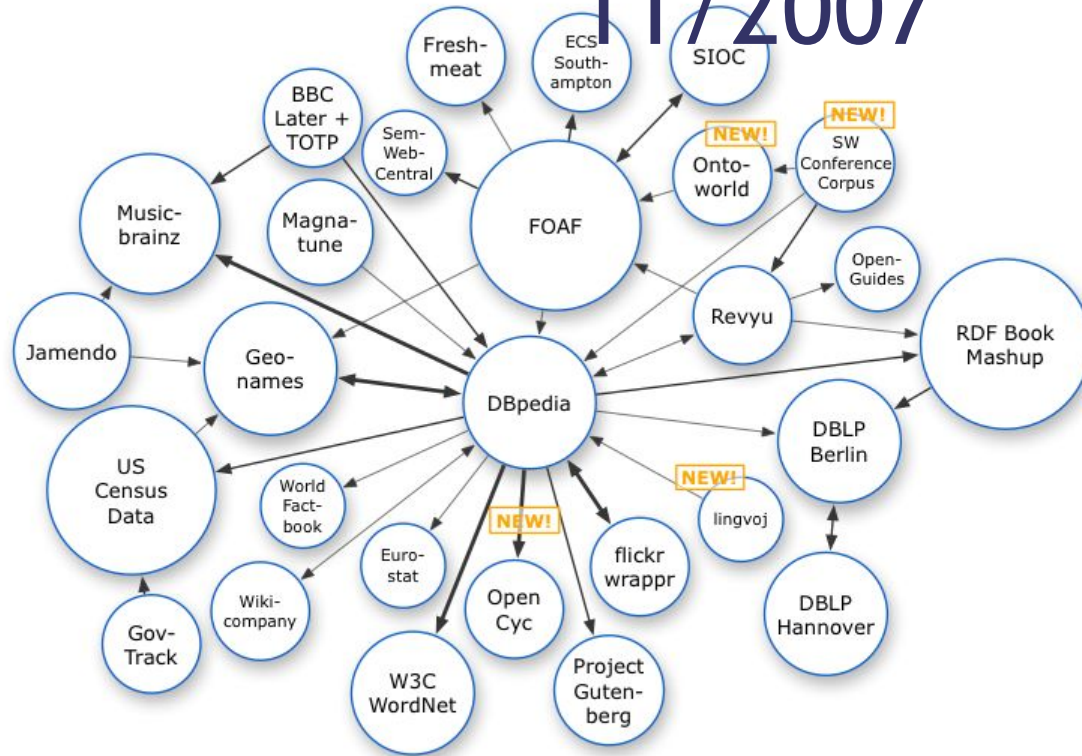 11/2007
Fresh-
meat
ECS
South-
ampton
SIOC
BBC
Later +
TOTP
Sem-
Web-
Central
NEW!
Onto-
world
NEW!
SW
Conference
Corpus
Music-
brainz
Magna-
tune
FOAF
Open-
Guides
Revyu
RDF Book
Mashup
Jamendo
Geo-
names
DBpedia
DBLP
Berlin
US
Census
Data
World
Fact-
book
NEW!
lingvoj
NEW!
Euro-
stat
flickr
wrappr
Wiki-
company
Open
Cyc
DBLP
Hannover
Gov-
Track
W3C
WordNet
Project
Guten-
berg